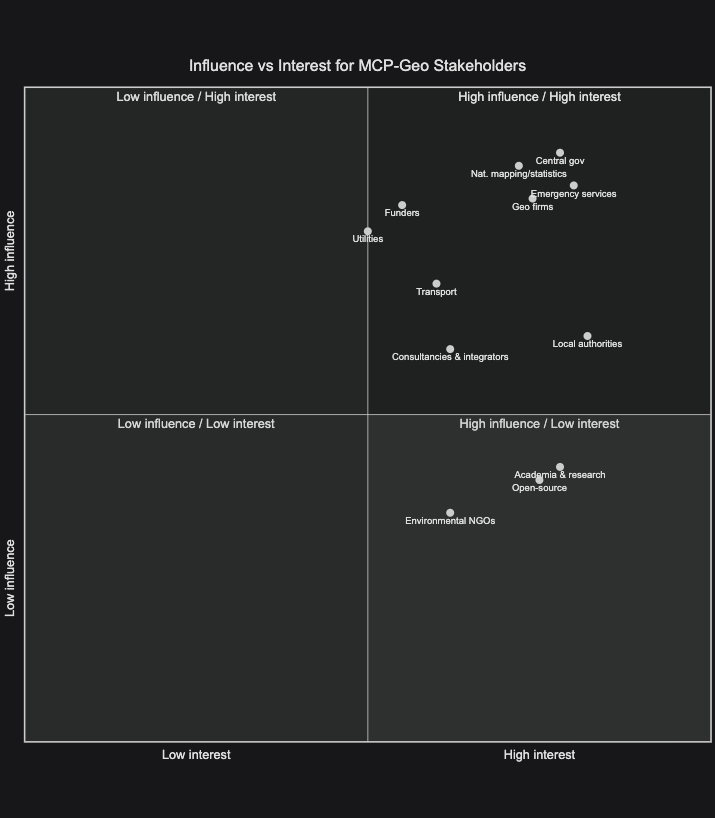 Influence vs Interest for MCP-Geo Stakeholders
Low influence / High interest
High influence / High interest
Central gov
Nat. mapping/statistics
Emergency services
Geo firms
Funders
Utilities
High influence
Transport
Local authorities
Consultancies & integrators
Low influence / Low interest
High influence / Low interest
Academia & research
Open-source
Environmental NGOs
Low influence
Low interest
High interest